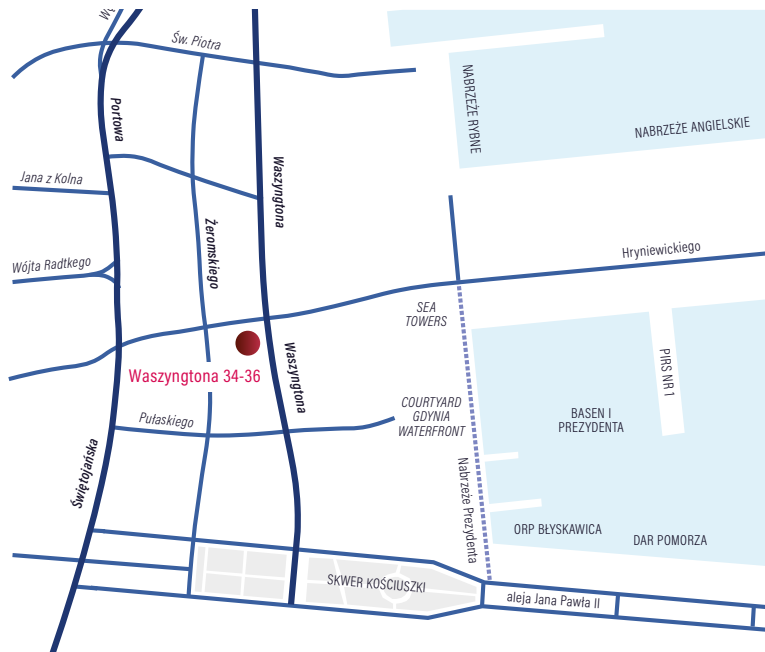 Św. Piotra
Portowa
NABRZEŻE RYBNE
NABRZEŻE ANGIELSKIE
Jana z Kolna
Waszyngtona
Żeromskiego
Wójta Radtkego
Hryniewickiego
SEA
TOWERS
Waszyngtona 34-36
Waszyngtona
PIRS NR 1
COURTYARD
GDYNIA
WATERFRONT
BASEN I
PREZYDENTA
Pułaskiego
Świętojańska
Nabrzeże Prezydenta
ORP BŁYSKAWICA
DAR POMORZA
SKWER KOŚCIUSZKI
aleja Jana Pawła II